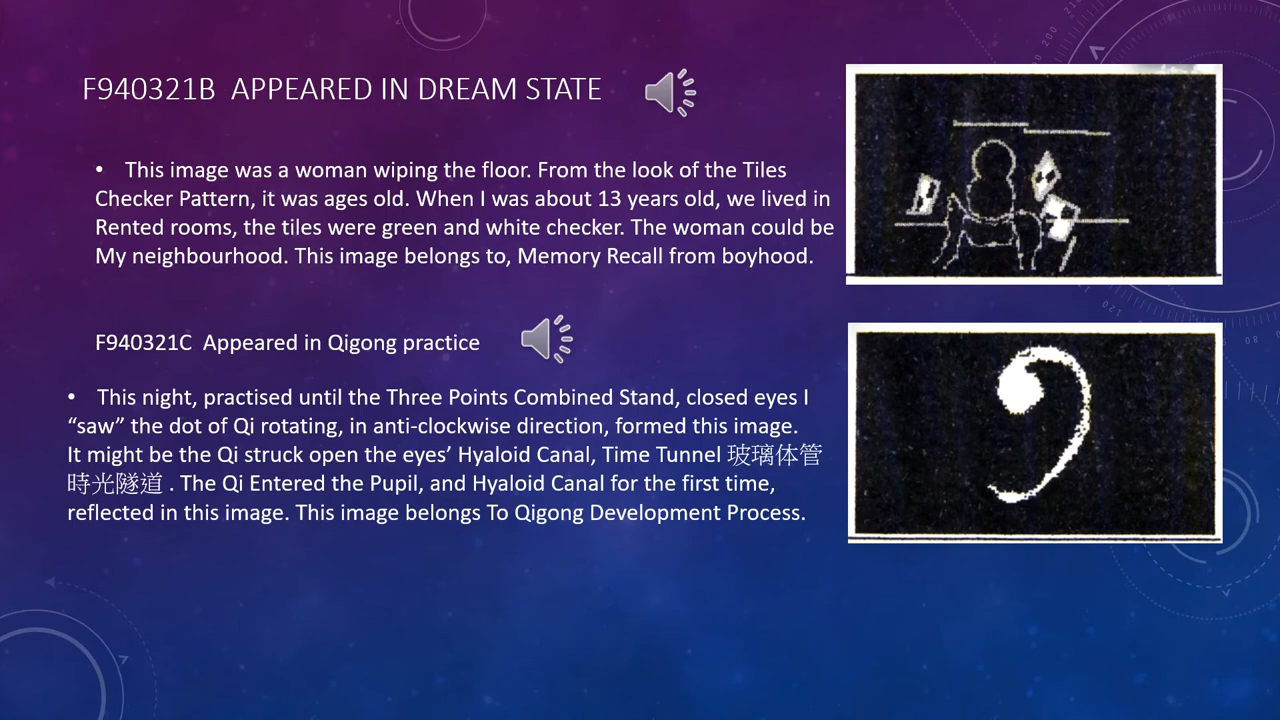 F940321B APPEARED IN DREAM STATE
• This image was a woman wiping the floor. From the look of the Tiles
Checker Pattern, it was ages old. When I was about 13 years old, we lived in
Rented rooms, the tiles were green and white checker. The woman could be
My neighbourhood. This image belongs to, Memory Recall from boyhood.
F940321C Appeared in Qigong practice
• This night, practised until the Three Points Combined Stand, closed eyes I
“saw” the dot of Qi rotating, in anti-clockwise direction, formed this image.
It might be the Qi struck open the eyes’ Hyaloid Canal, Time Tunnel 玻璃体管
時光隧道 . The Qi Entered the Pupil, and Hyaloid Canal for the first time,
reflected in this image. This image belongs To Qigong Development Process.